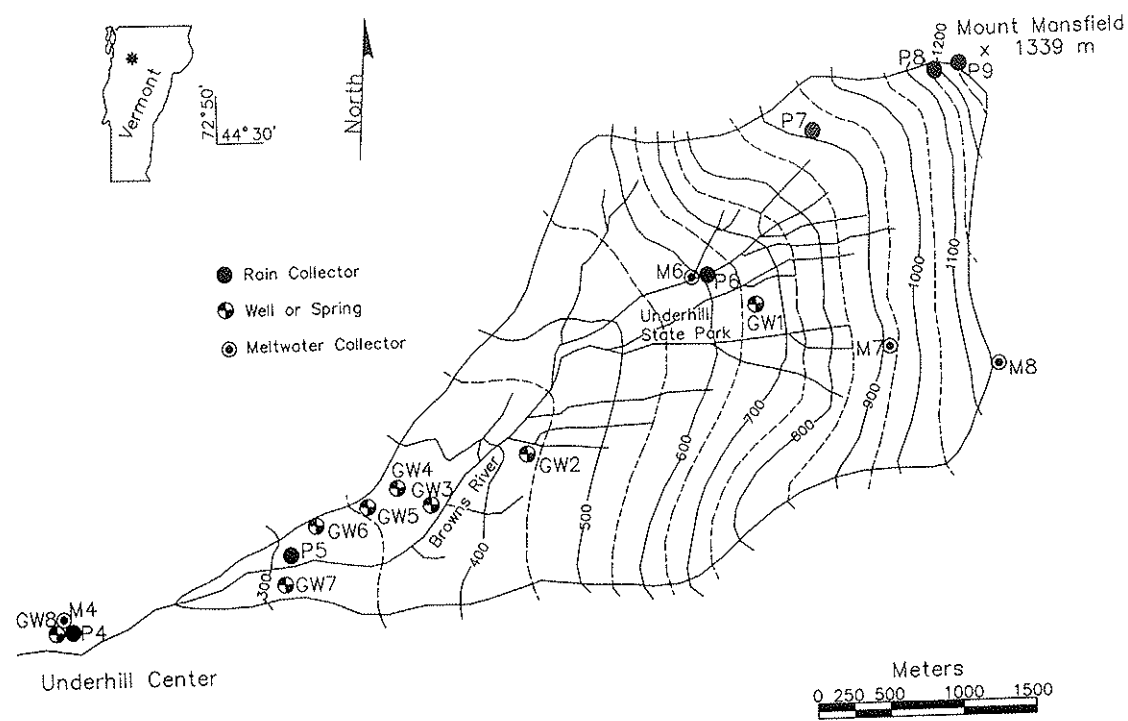 Mount Mansfield
x 1339 m
1200
P8
P9
Vermont
72°50'
44°30'
North
P7
1000
1100
Rain Collector
Well or Spring
Meltwater Collector
M6
P6
GW1
Underhill
State Park
M7
M8
900
700
800
600
500
GW2
GW4
GW3
GW5
Browns River
400
GW6
P5
300
GW7
GW8
M4
P4
Underhill Center
Meters
0 250 500 1000 1500